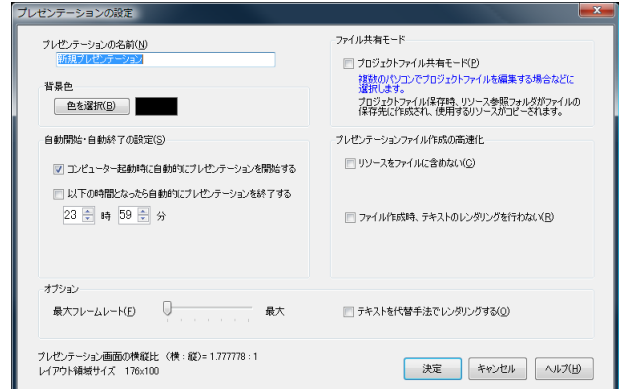 プレゼンテーションの設定
プレゼンテーションの名前(N)
新規プレゼンテーション
背景色
色を選択(B)
自動開始・自動終了の設定(S)
コンピューター起動時に自動的にプレゼンテーションを開始する
以下の時間となったら自動的にプレゼンテーションを終了する
23 時 59 分
ファイル共有モード
プロジェクトファイル共有モード(P)
複数のパソコンでプロジェクトファイルを編集する場合などに
選択します。
プロジェクトファイル保存時、リソース参照フォルダがファイルの
保存先に作成され、使用するリソースがコピーされます。
プレゼンテーションファイル作成の高速化
リソースをファイルに含めない(C)
ファイル作成時、テキストのレンダリングを行わない(R)
オプション
最大フレームレート(F) 最大
テキストを代替手法でレンダリングする(O)
プレゼンテーション画面の横縦比 (横 : 縦)= 1.777778 : 1
レイアウト領域サイズ 176x100
決定 キャンセル ヘルプ(H)